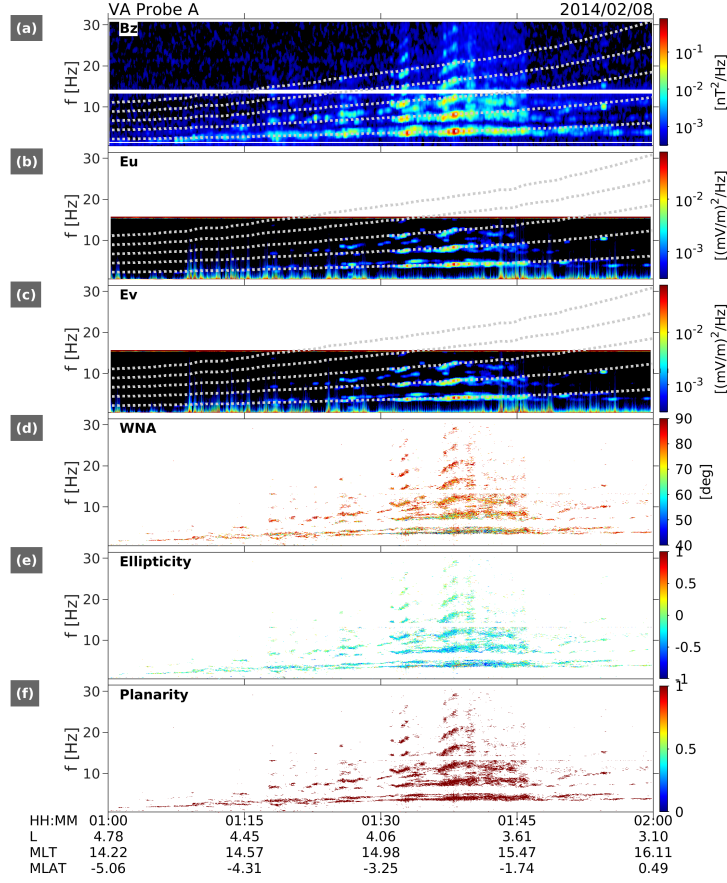 VA Probe A 2014/02/08
(a) Bz
f [Hz]
30
20
10
10⁻¹
10⁻²
10⁻³
[nT²/Hz]
(b) Eu
f [Hz]
30
20
10
10⁻²
10⁻³
[(mV/m)²/Hz]
(c) Ev
f [Hz]
30
20
10
10⁻²
10⁻³
[(mV/m)²/Hz]
(d) WNA
f [Hz]
30
20
10
90
80
70
60
50
40
[deg]
(e) Ellipticity
f [Hz]
30
20
10
1
0.5
0
-0.5
-1
(f) Planarity
f [Hz]
30
20
10
1
0.5
0
HH:MM 01:00 01:15 01:30 01:45 02:00
L 4.78 4.45 4.06 3.61 3.10
MLT 14.22 14.57 14.98 15.47 16.11
MLAT -5.06 -4.31 -3.25 -1.74 0.49